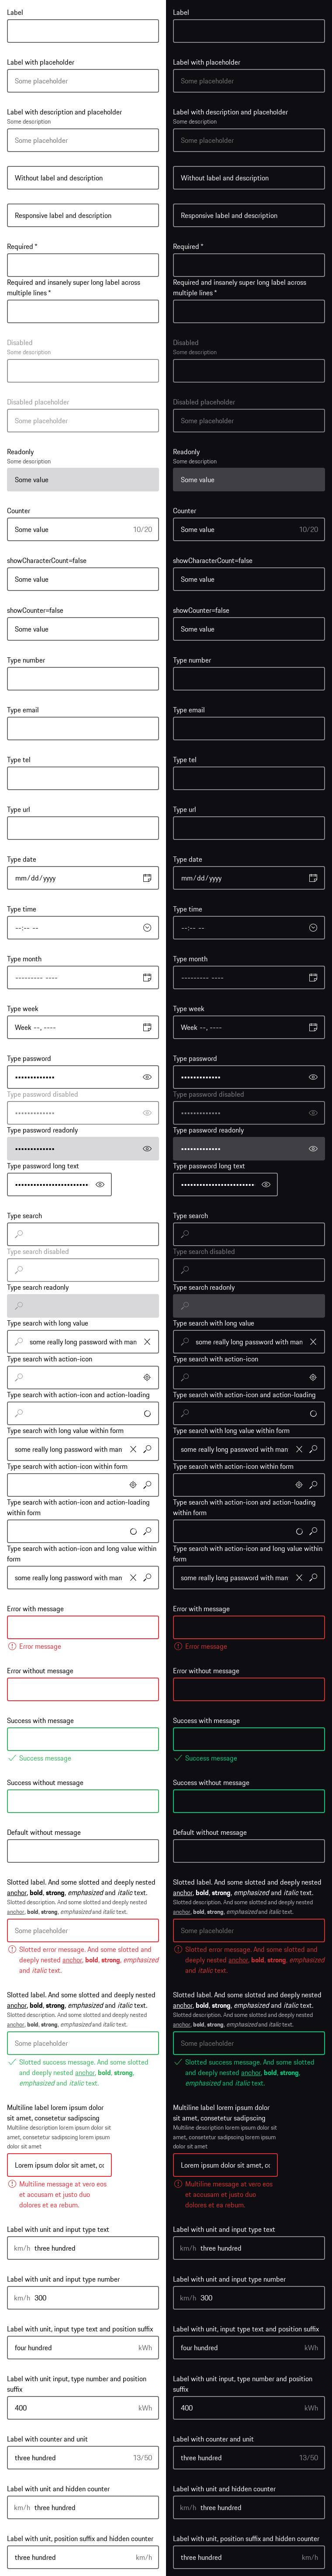 Label
Label with placeholder
Some placeholder
Label with description and placeholder
Some description
Some placeholder
Without label and description
Responsive label and description
Required *
Required and insanely super long label across
multiple lines *
Disabled
Some description
Disabled placeholder
Some placeholder
Readonly
Some description
Some value
Counter
Some value 10/20
showCharacterCount=false
Some value
showCounter=false
Some value
Type number
Type email
Type tel
Type url
Type date
mm/dd/yyyy
Type time
--:-- --
Type month
--------- ----
Type week
Week --, ----
Type password
•••••••••••••
Type password disabled
•••••••••••••
Type password readonly
•••••••••••••
Type password long text
••••••••••••••••••••••••
Type search
Type search disabled
Type search readonly
Type search with long value
some really long password with man
Type search with action-icon
Type search with action-icon and action-loading
Type search with long value within form
some really long password with man
Type search with action-icon within form
Type search with action-icon and action-loading
within form
Type search with action-icon and long value within
form
some really long password with man
Error with message
Error message
Error without message
Success with message
Success message
Success without message
Default without message
Slotted label. And some slotted and deeply nested
anchor, bold, strong, emphasized and italic text.
Slotted description. And some slotted and deeply nested
anchor, bold, strong, emphasized and italic text.
Some placeholder
Slotted error message. And some slotted and
deeply nested anchor, bold, strong, emphasized
and italic text.
Slotted label. And some slotted and deeply nested
anchor, bold, strong, emphasized and italic text.
Slotted description. And some slotted and deeply nested
anchor, bold, strong, emphasized and italic text.
Some placeholder
Slotted success message. And some slotted
and deeply nested anchor, bold, strong,
emphasized and italic text.
Multiline label lorem ipsum dolor
sit amet, consetetur sadipscing
Multiline description lorem ipsum dolor sit
amet, consetetur sadipscing lorem ipsum
dolor sit amet
Lorem ipsum dolor sit amet, cc
Multiline message at vero eos
et accusam et justo duo
dolores et ea rebum.
Label with unit and input type text
km/h three hundred
Label with unit and input type number
km/h 300
Label with unit, input type text and position suffix
four hundred kWh
Label with unit input, type number and position
suffix
400 kWh
Label with counter and unit
three hundred 13/50
Label with unit and hidden counter
km/h three hundred
Label with unit, position suffix and hidden counter
three hundred km/h
Label
Label with placeholder
Some placeholder
Label with description and placeholder
Some description
Some placeholder
Without label and description
Responsive label and description
Required *
Required and insanely super long label across
multiple lines *
Disabled
Some description
Disabled placeholder
Some placeholder
Readonly
Some description
Some value
Counter
Some value 10/20
showCharacterCount=false
Some value
showCounter=false
Some value
Type number
Type email
Type tel
Type url
Type date
mm/dd/yyyy
Type time
--:-- --
Type month
--------- ----
Type week
Week --, ----
Type password
•••••••••••••
Type password disabled
•••••••••••••
Type password readonly
•••••••••••••
Type password long text
••••••••••••••••••••••••
Type search
Type search disabled
Type search readonly
Type search with long value
some really long password with man
Type search with action-icon
Type search with action-icon and action-loading
Type search with long value within form
some really long password with man
Type search with action-icon within form
Type search with action-icon and action-loading
within form
Type search with action-icon and long value within
form
some really long password with man
Error with message
Error message
Error without message
Success with message
Success message
Success without message
Default without message
Slotted label. And some slotted and deeply nested
anchor, bold, strong, emphasized and italic text.
Slotted description. And some slotted and deeply nested
anchor, bold, strong, emphasized and italic text.
Some placeholder
Slotted error message. And some slotted and
deeply nested anchor, bold, strong, emphasized
and italic text.
Slotted label. And some slotted and deeply nested
anchor, bold, strong, emphasized and italic text.
Slotted description. And some slotted and deeply nested
anchor, bold, strong, emphasized and italic text.
Some placeholder
Slotted success message. And some slotted
and deeply nested anchor, bold, strong,
emphasized and italic text.
Multiline label lorem ipsum dolor
sit amet, consetetur sadipscing
Multiline description lorem ipsum dolor sit
amet, consetetur sadipscing lorem ipsum
dolor sit amet
Lorem ipsum dolor sit amet, cc
Multiline message at vero eos
et accusam et justo duo
dolores et ea rebum.
Label with unit and input type text
km/h three hundred
Label with unit and input type number
km/h 300
Label with unit, input type text and position suffix
four hundred kWh
Label with unit input, type number and position
suffix
400 kWh
Label with counter and unit
three hundred 13/50
Label with unit and hidden counter
km/h three hundred
Label with unit, position suffix and hidden counter
three hundred km/h